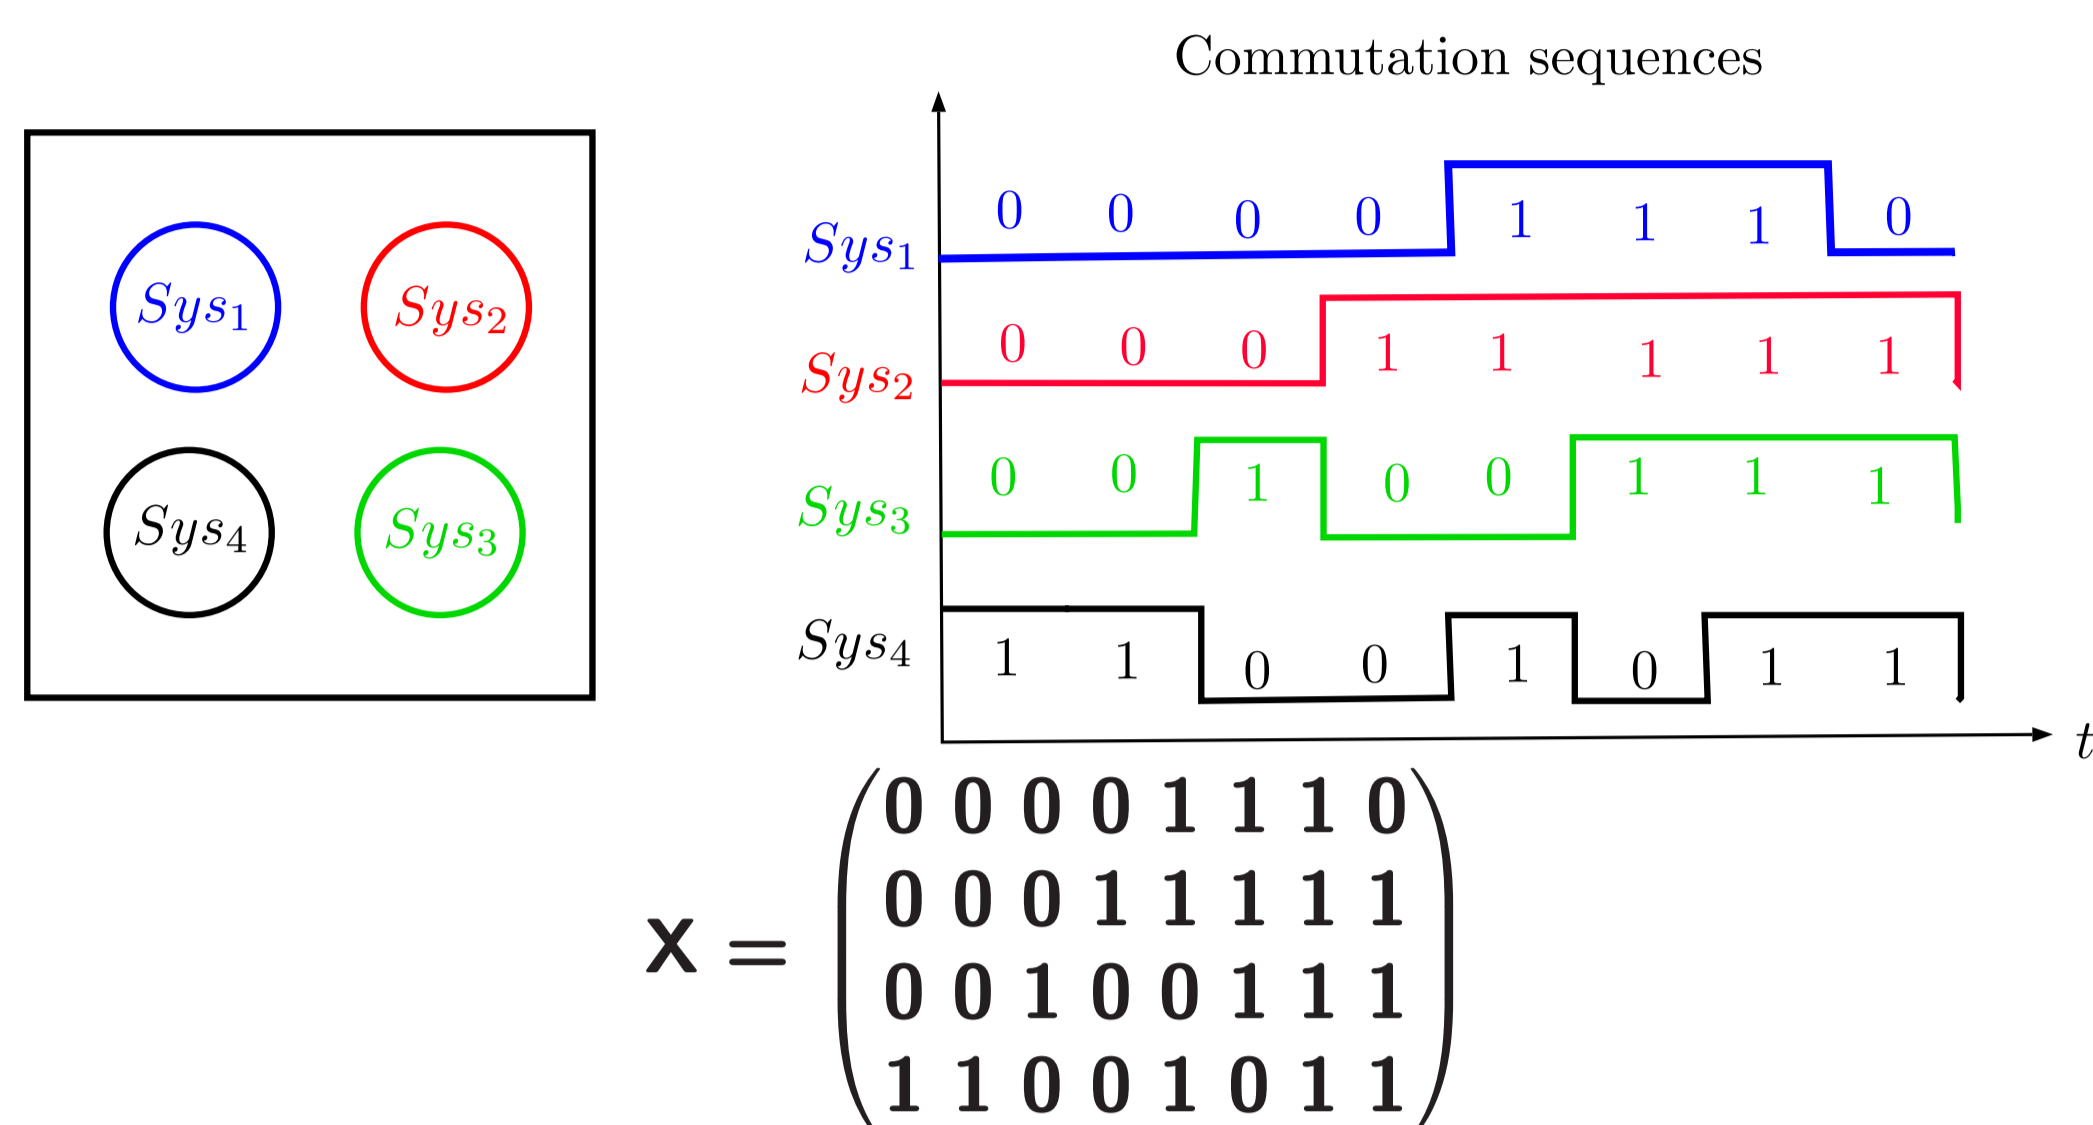 Commutation sequences
Sys1 Sys2
Sys4 Sys3
Sys1 0 0 0 0 1 1 1 0
Sys2 0 0 0 1 1 1 1 1
Sys3 0 0 1 0 0 1 1 1
Sys4 1 1 0 0 1 0 1 1
t
0 0 0 0 1 1 1 0
0 0 0 1 1 1 1 1
x =
0 0 1 0 0 1 1 1
1 1 0 0 1 0 1 1